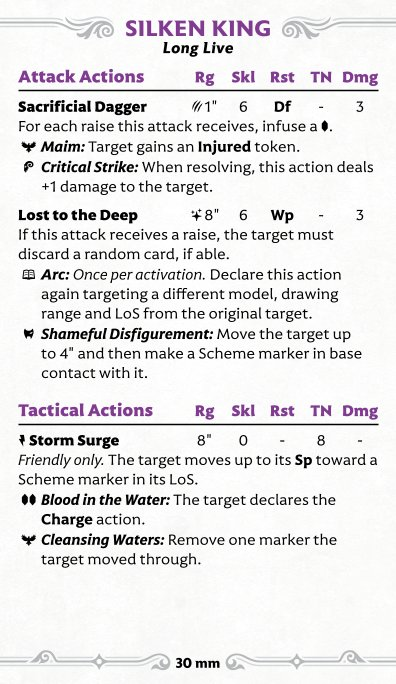 SILKEN KING
Long Live
Attack Actions Rg Skl Rst TN Dmg
Sacrificial Dagger 1" 6 Df - 3
For each raise this attack receives, infuse a .
Maim: Target gains an Injured token.
Critical Strike: When resolving, this action deals
+1 damage to the target.
Lost to the Deep 8" 6 Wp - 3
If this attack receives a raise, the target must
discard a random card, if able.
Arc: Once per activation. Declare this action
again targeting a different model, drawing
range and LoS from the original target.
Shameful Disfigurement: Move the target up
to 4" and then make a Scheme marker in base
contact with it.
Tactical Actions Rg Skl Rst TN Dmg
Storm Surge 8" 0 - 8 -
Friendly only. The target moves up to its Sp toward a
Scheme marker in its LoS.
Blood in the Water: The target declares the
Charge action.
Cleansing Waters: Remove one marker the
target moved through.
30 mm